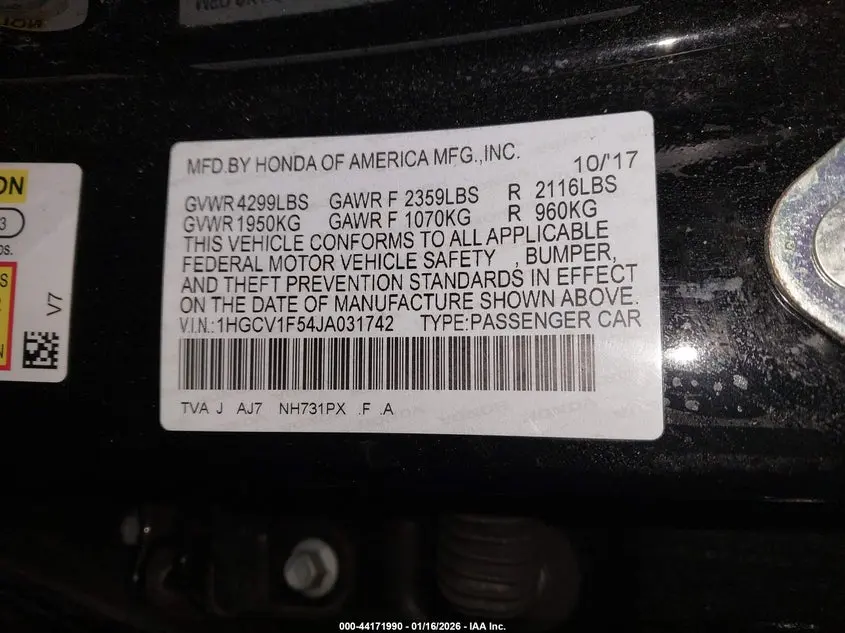 MFD.BY HONDA OF AMERICA MFG.,INC. 10/'17
GVWR 4299LBS GAWR F 2359LBS R 2116LBS
GVWR 1950KG GAWR F 1070KG R 960KG
THIS VEHICLE CONFORMS TO ALL APPLICABLE
FEDERAL MOTOR VEHICLE SAFETY , BUMPER,
AND THEFT PREVENTION STANDARDS IN EFFECT
ON THE DATE OF MANUFACTURE SHOWN ABOVE.
V.I.N.:1HGCV1F54JA031742 TYPE:PASSENGER CAR
TVA J AJ7 NH731PX .F .A
V7
000-44171990 - 01/16/2026 - IAA Inc.